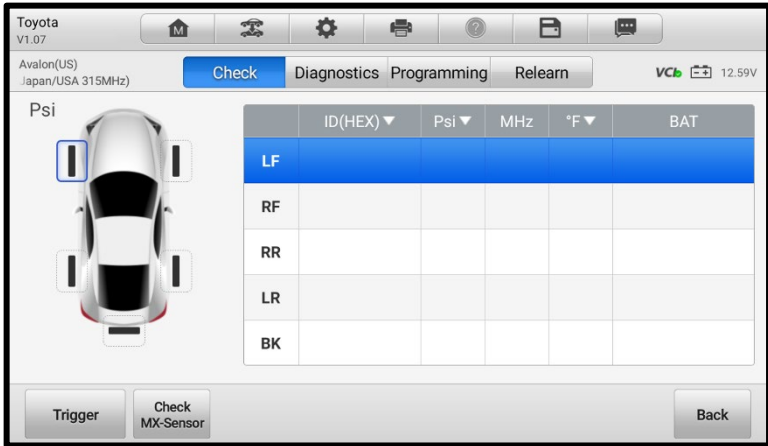 Toyota
V1.07
M
?
Avalon(US)
Japan/USA 315MHz)
Check
Diagnostics
Programming
Relearn
VCI
12.59V
Psi
ID(HEX)▼
Psi▼
MHz
°F▼
BAT
LF
RF
RR
LR
BK
Trigger
Check
MX-Sensor
Back